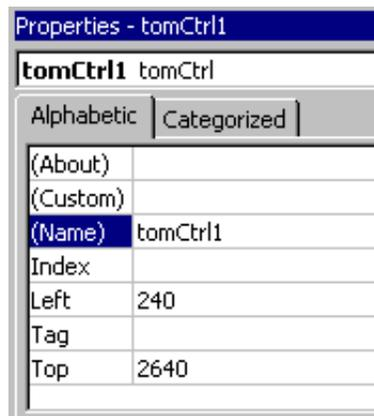 Properties - tomCtrl1
tomCtrl1 tomCtrl
Alphabetic Categorized
(About)
(Custom)
(Name) tomCtrl1
Index
Left 240
Tag
Top 2640